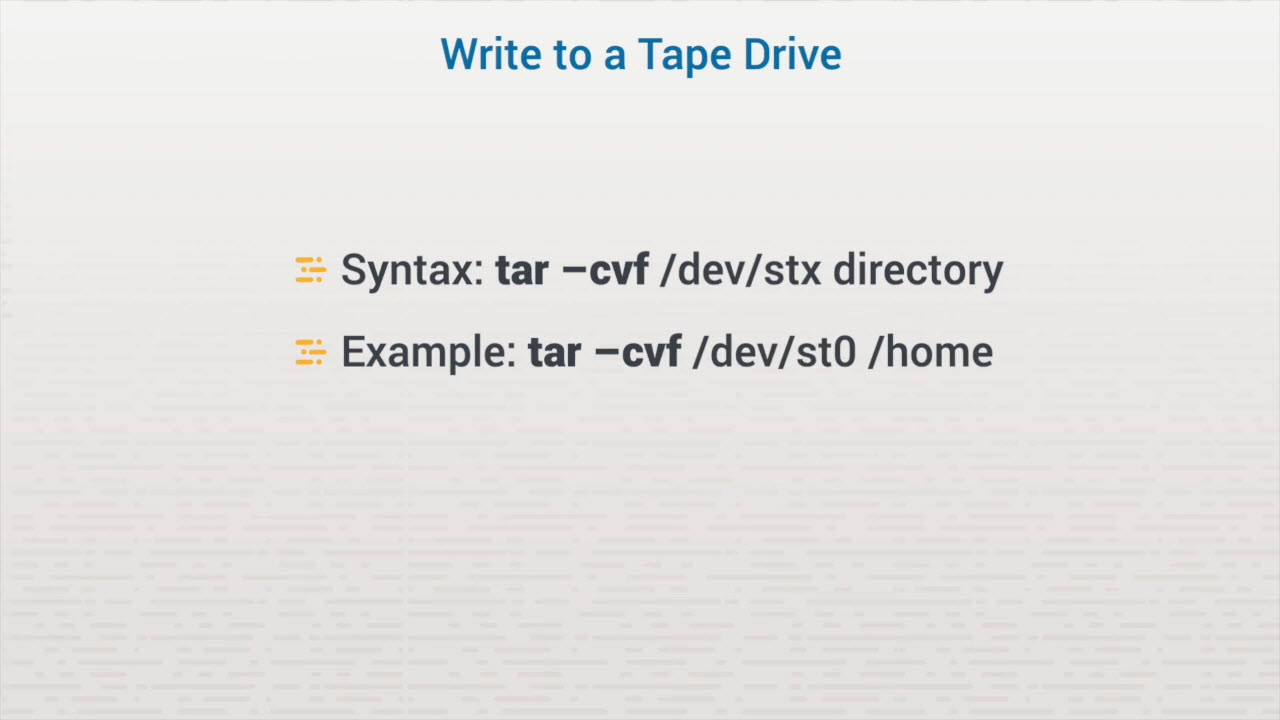 Write to a Tape Drive
Syntax: tar –cvf /dev/stx directory
Example: tar –cvf /dev/st0 /home